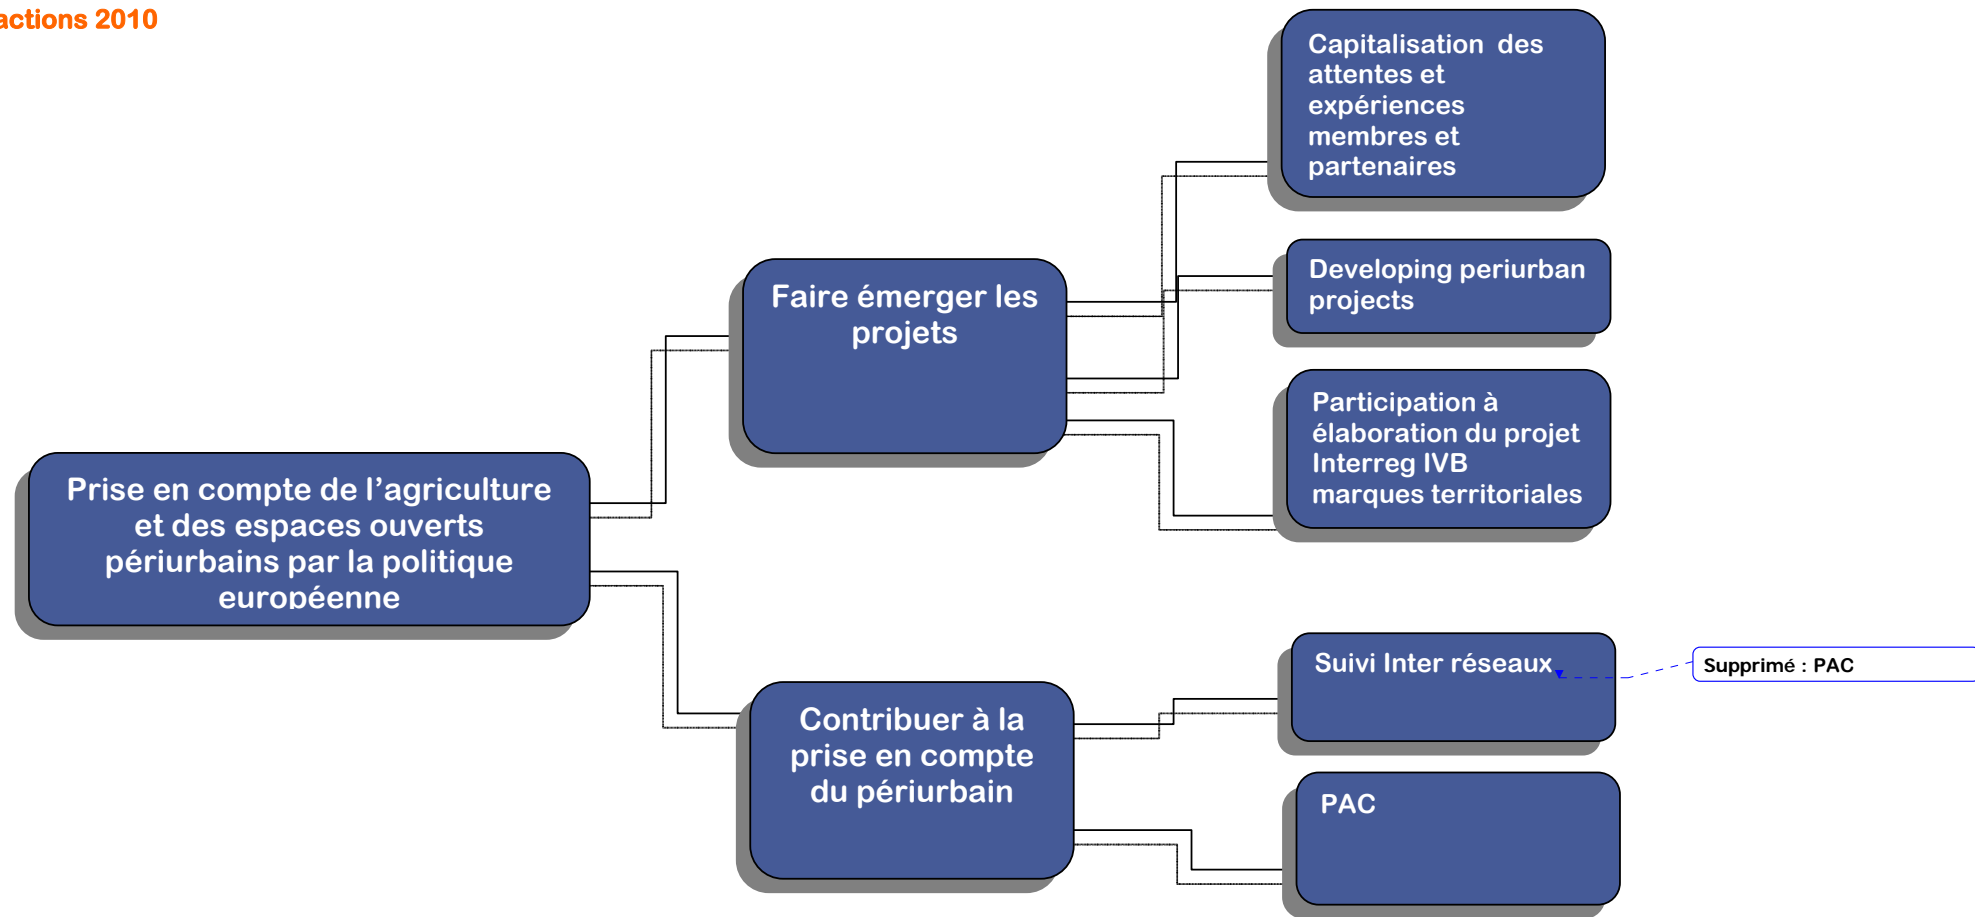 actions 2010
Capitalisation des
attentes et
expériences
membres et
partenaires
Developing periurban
projects
Faire émerger les
projets
Participation à
élaboration du projet
Interreg IVB
marques territoriales
Prise en compte de l’agriculture
et des espaces ouverts
périurbains par la politique
européenne
Suivi Inter réseaux
Supprimé : PAC
Contribuer à la
prise en compte
du périurbain
PAC